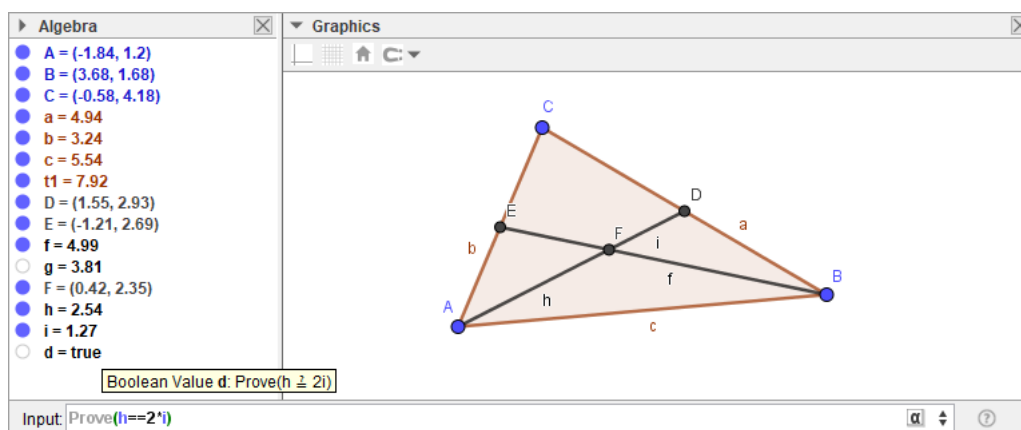 Algebra
A = (-1.84, 1.2)
B = (3.68, 1.68)
C = (-0.58, 4.18)
a = 4.94
b = 3.24
c = 5.54
t1 = 7.92
D = (1.55, 2.93)
E = (-1.21, 2.69)
f = 4.99
g = 3.81
F = (0.42, 2.35)
h = 2.54
i = 1.27
d = true
Boolean Value d: Prove(h ≟ 2i)
Graphics
C
D
E
F
i
a
b
f
B
h
A
c
Input: Prove(h==2*i)
α
?